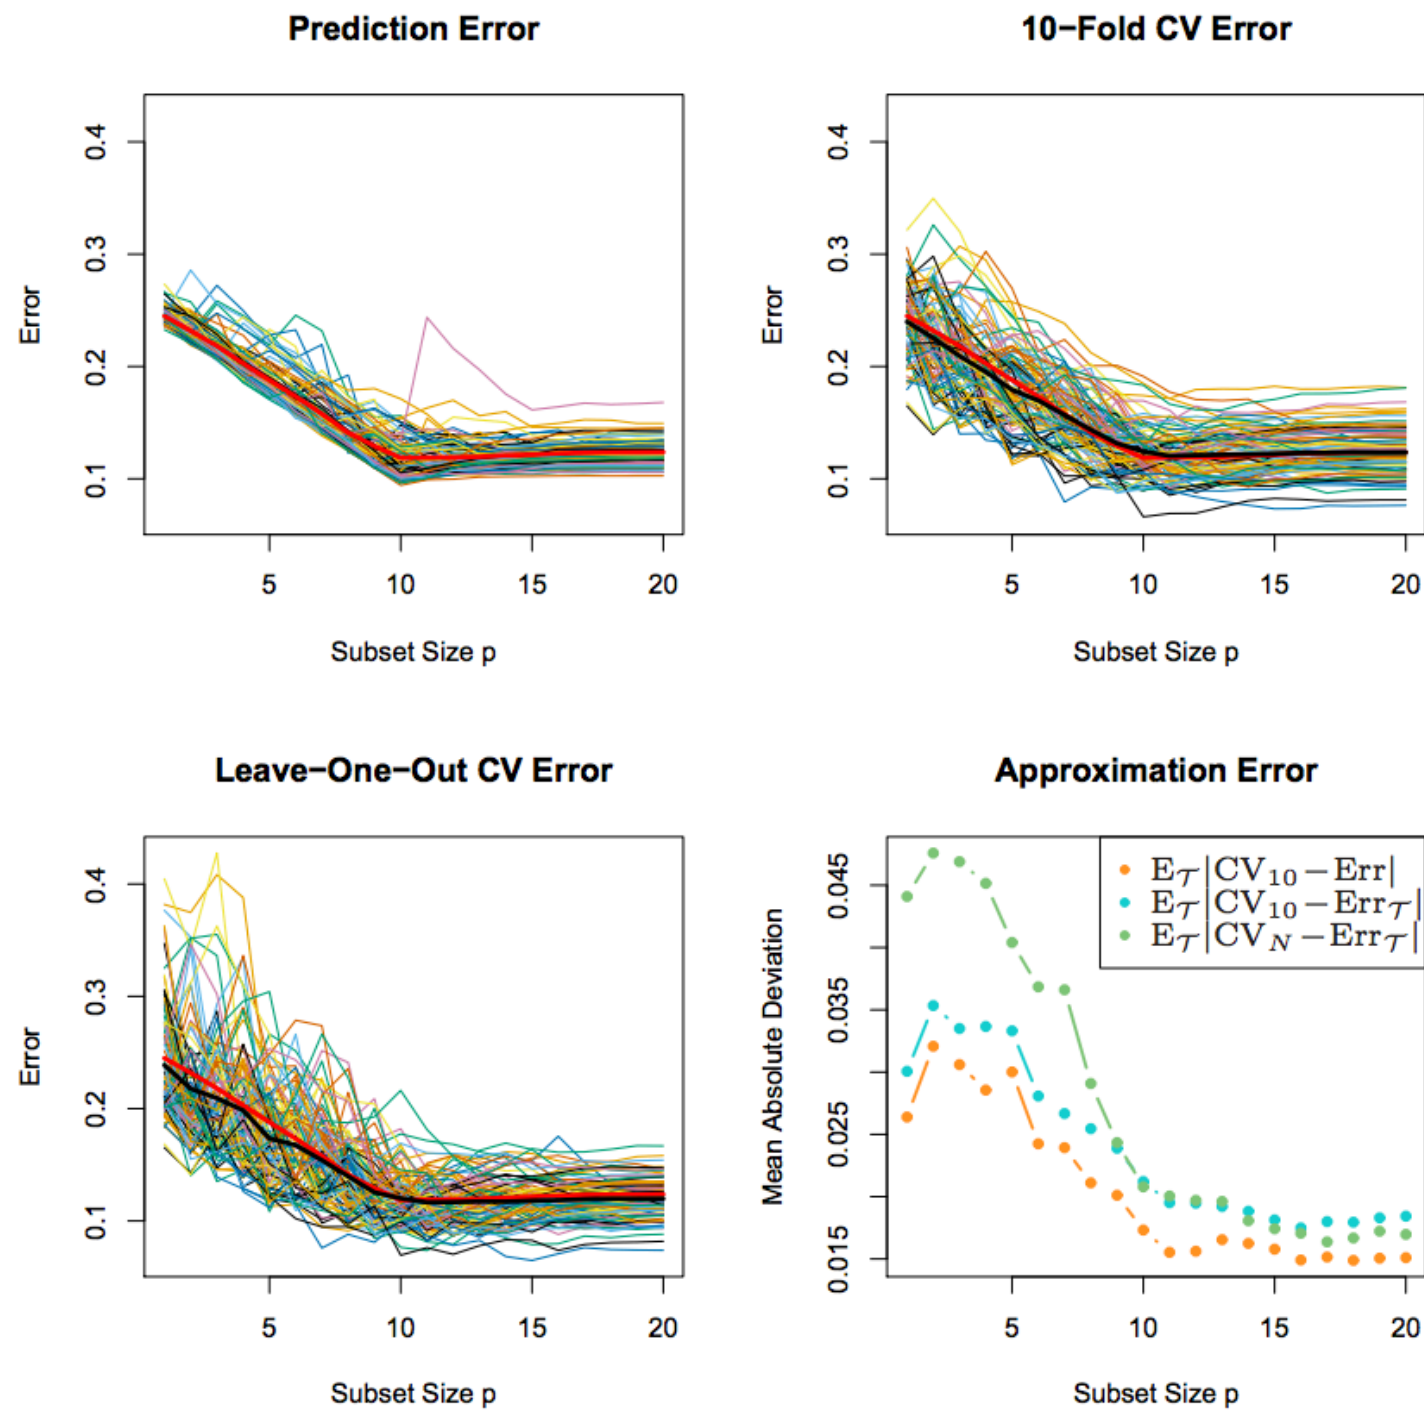 Prediction Error
Error
0.4
0.3
0.2
0.1
5 10 15 20
Subset Size p
10−Fold CV Error
Error
0.4
0.3
0.2
0.1
5 10 15 20
Subset Size p
Leave−One−Out CV Error
Error
0.4
0.3
0.2
0.1
5 10 15 20
Subset Size p
Approximation Error
Mean Absolute Deviation
0.045
0.035
0.025
0.015
E𝒯|CV₁₀−Err|
E𝒯|CV₁₀−Err𝒯|
E𝒯|CV_N−Err𝒯|
5 10 15 20
Subset Size p